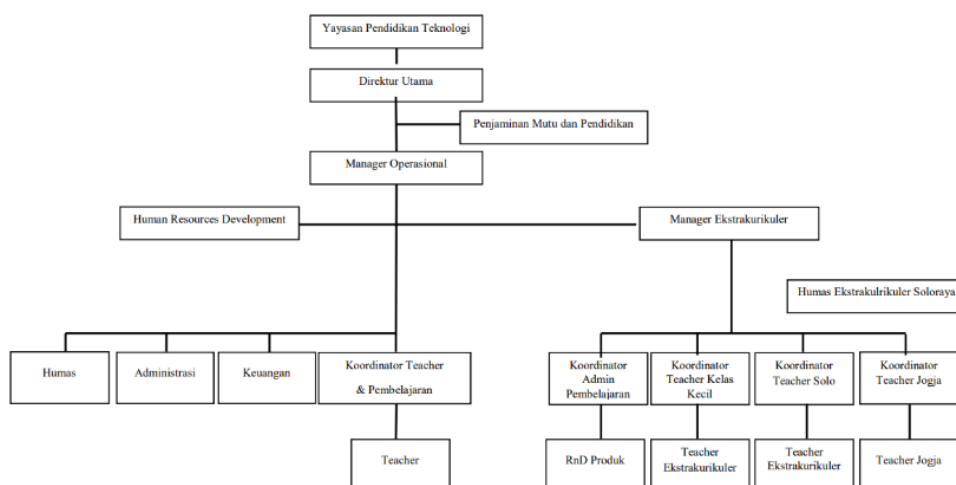 Yayasan Pendidikan Teknologi
Direktur Utama
Penjaminan Mutu dan Pendidikan
Manager Operasional
Human Resources Development
Manager Ekstrakurikuler
Humas Ekstrakulrikuler Soloraya
Humas
Administrasi
Keuangan
Koordinator Teacher
& Pembelajaran
Koordinator
Admin
Pembelajaran
Koordinator
Teacher Kelas
Kecil
Koordinator
Teacher Solo
Koordinator
Teacher Jogja
Teacher
RnD Produk
Teacher
Ekstrakurikuler
Teacher
Ekstrakurikuler
Teacher Jogja